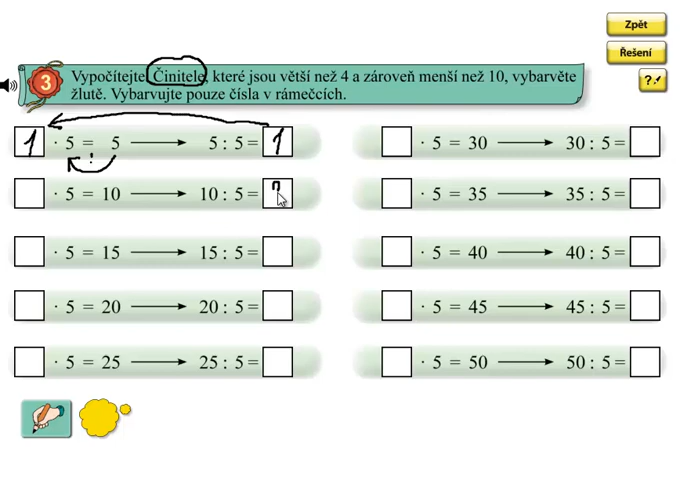 Zpět
Řešení
?
3
Vypočítejte. Činitele, které jsou větší než 4 a zároveň menší než 10, vybarvěte
žlutě. Vybarvujte pouze čísla v rámečcích.
1 · 5 = 5 5 : 5 = 1
· 5 = 10 10 : 5 =
· 5 = 15 15 : 5 =
· 5 = 20 20 : 5 =
· 5 = 25 25 : 5 =
· 5 = 30 30 : 5 =
· 5 = 35 35 : 5 =
· 5 = 40 40 : 5 =
· 5 = 45 45 : 5 =
· 5 = 50 50 : 5 =